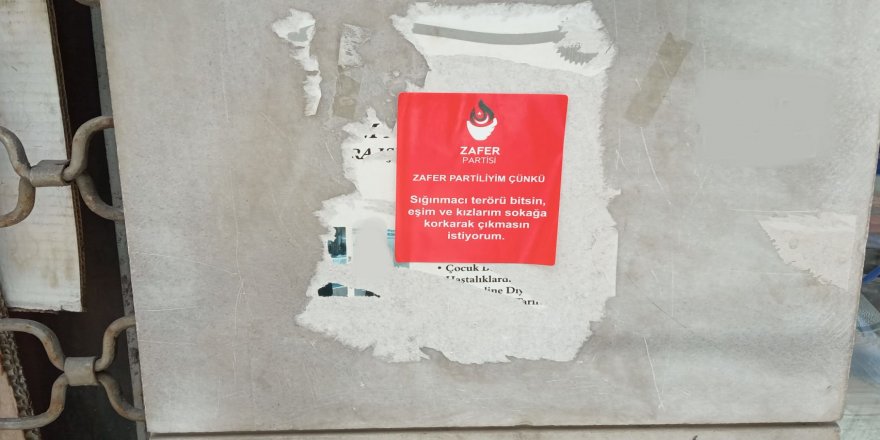 ZAFER
PARTİSİ
ZAFER PARTİLİYİM ÇÜNKÜ
Sığınmacı terörü bitsin,
eşim ve kızlarım sokağa
korkarak çıkmasın
istiyorum.
• Çocuk